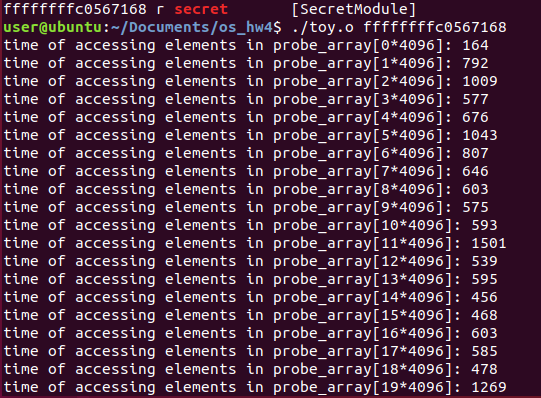 ffffffffc0567168 r secret [SecretModule]
user@ubuntu:~/Documents/os_hw4$ ./toy.o ffffffffc0567168
time of accessing elements in probe_array[0*4096]: 164
time of accessing elements in probe_array[1*4096]: 792
time of accessing elements in probe_array[2*4096]: 1009
time of accessing elements in probe_array[3*4096]: 577
time of accessing elements in probe_array[4*4096]: 676
time of accessing elements in probe_array[5*4096]: 1043
time of accessing elements in probe_array[6*4096]: 807
time of accessing elements in probe_array[7*4096]: 646
time of accessing elements in probe_array[8*4096]: 603
time of accessing elements in probe_array[9*4096]: 575
time of accessing elements in probe_array[10*4096]: 593
time of accessing elements in probe_array[11*4096]: 1501
time of accessing elements in probe_array[12*4096]: 539
time of accessing elements in probe_array[13*4096]: 595
time of accessing elements in probe_array[14*4096]: 456
time of accessing elements in probe_array[15*4096]: 468
time of accessing elements in probe_array[16*4096]: 603
time of accessing elements in probe_array[17*4096]: 585
time of accessing elements in probe_array[18*4096]: 478
time of accessing elements in probe_array[19*4096]: 1269